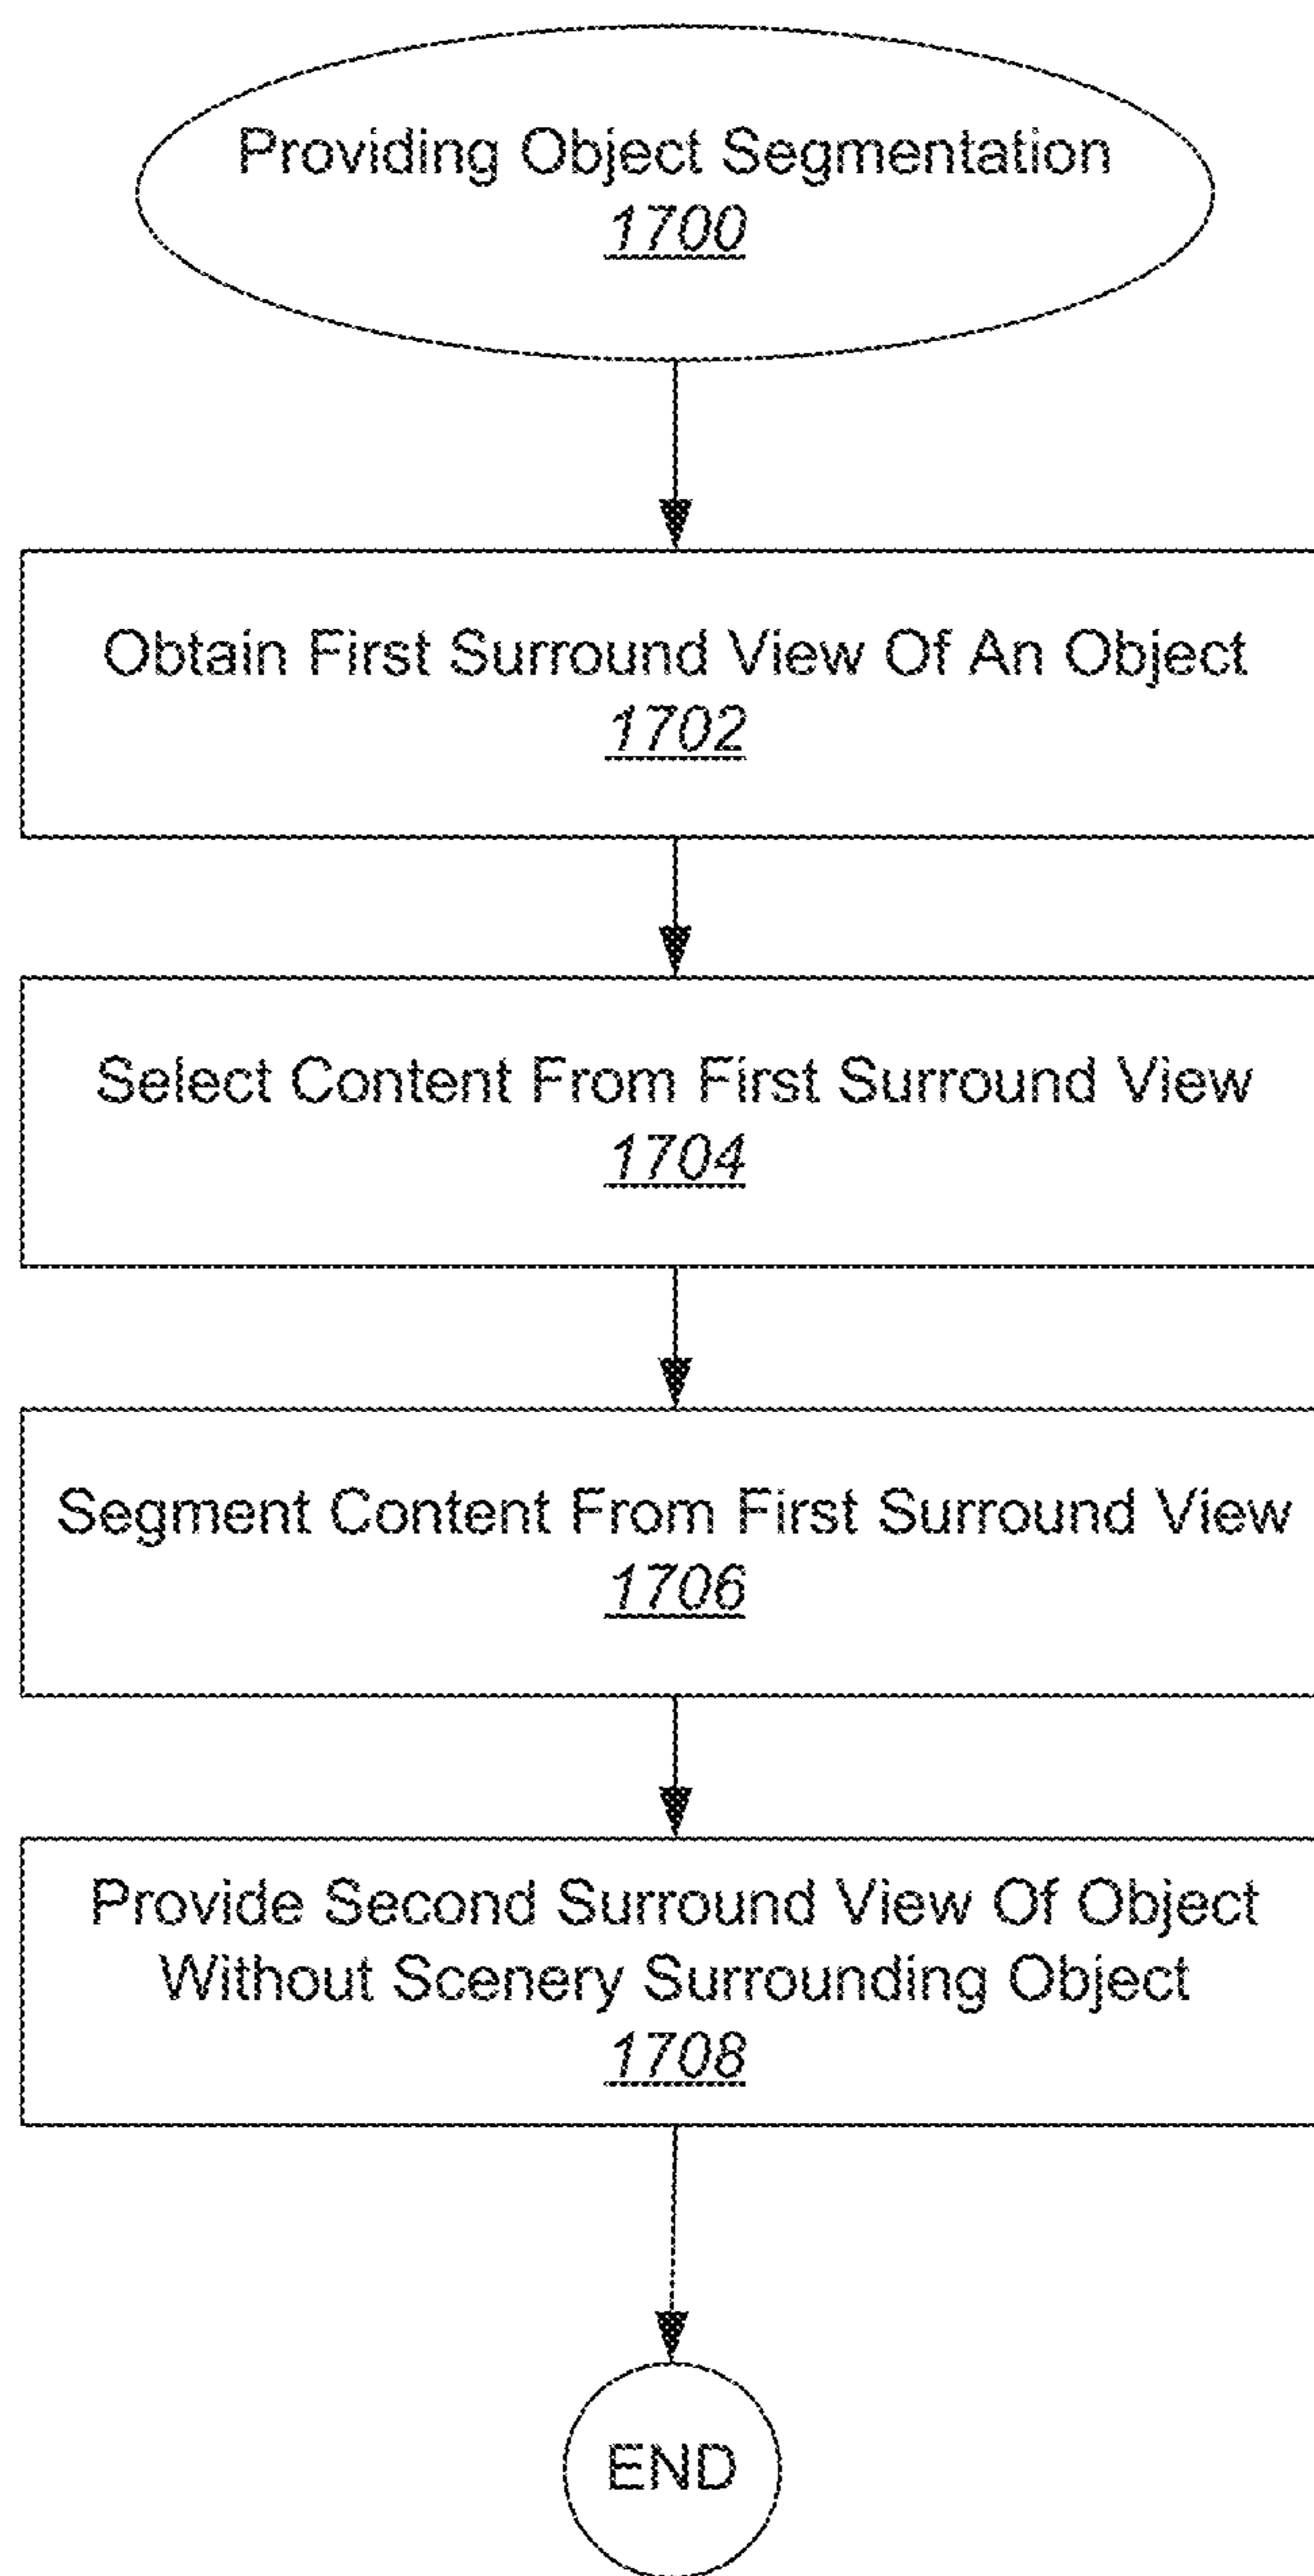 Providing Object Segmentation
1700
Obtain First Surround View Of An Object
1702
Select Content From First Surround View
1704
Segment Content From First Surround View
1706
Provide Second Surround View Of Object
Without Scenery Surrounding Object
1708
END